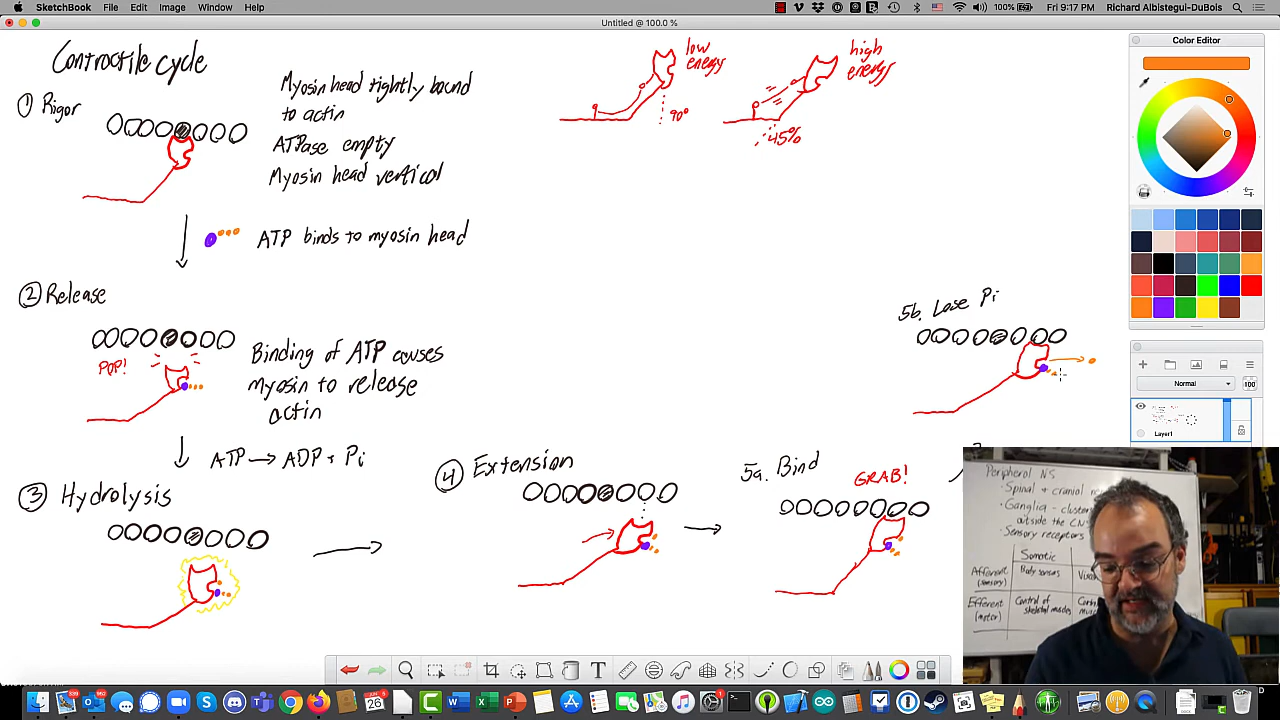 SketchBook File Edit Image Window Help
100% Fri 9:17 PM Richard Albistegui-DuBois
Untitled @ 100.0 %
Contractile cycle
① Rigor
Myosin head tightly bound
to actin
ATPase empty
Myosin head vertical
low
energy
90°
high
energy
45%
ATP binds to myosin head
② Release
POP!
Binding of ATP causes
myosin to release
actin
ATP → ADP + Pi
③ Hydrolysis
④ Extension
5a. Bind
GRAB!
5b. Lose Pi
Color Editor
Normal
100
Layer1
Peripheral NS
• Spinal + cranial
• Ganglia -
outside the
• Sensory receptors
Somatic
Afferent
(sensory)
Body senses
Efferent
(motor)
Control of
skeletal muscles
JUN
26